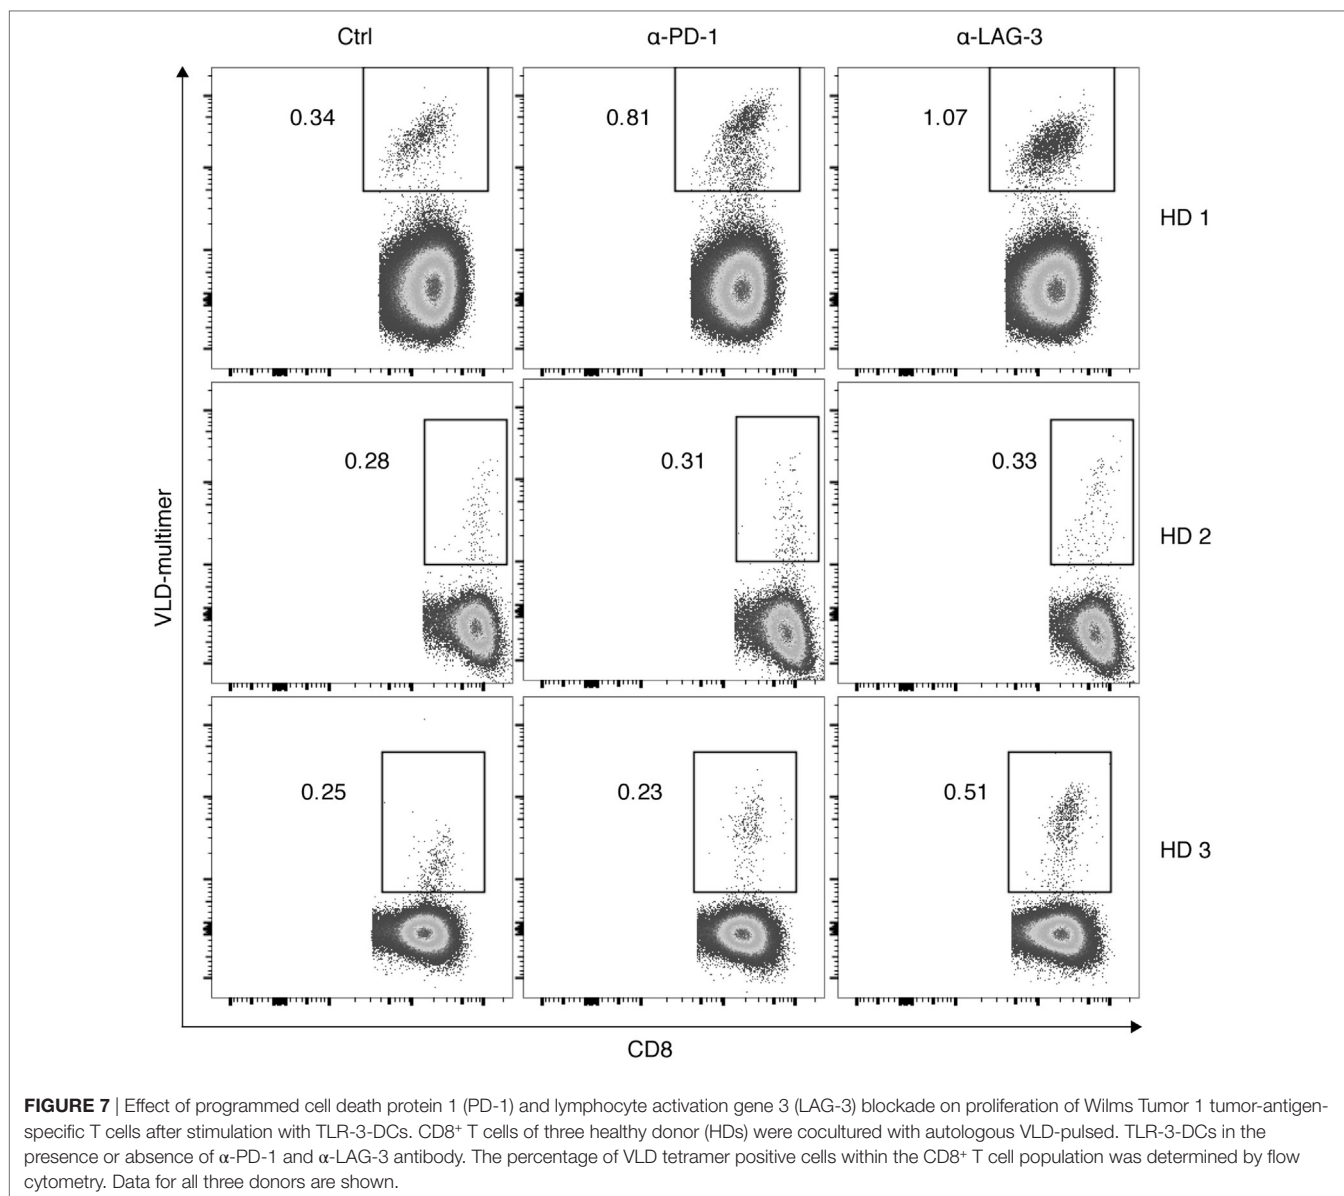 Ctrl
α-PD-1
α-LAG-3
0.34
0.81
1.07
HD 1
0.28
0.31
0.33
HD 2
0.25
0.23
0.51
HD 3
VLD-multimer
CD8
FIGURE 7 | Effect of programmed cell death protein 1 (PD-1) and lymphocyte activation gene 3 (LAG-3) blockade on proliferation of Wilms Tumor 1 tumor-antigen-
specific T cells after stimulation with TLR-3-DCs. CD8⁺ T cells of three healthy donor (HDs) were cocultured with autologous VLD-pulsed. TLR-3-DCs in the
presence or absence of α-PD-1 and α-LAG-3 antibody. The percentage of VLD tetramer positive cells within the CD8⁺ T cell population was determined by flow
cytometry. Data for all three donors are shown.